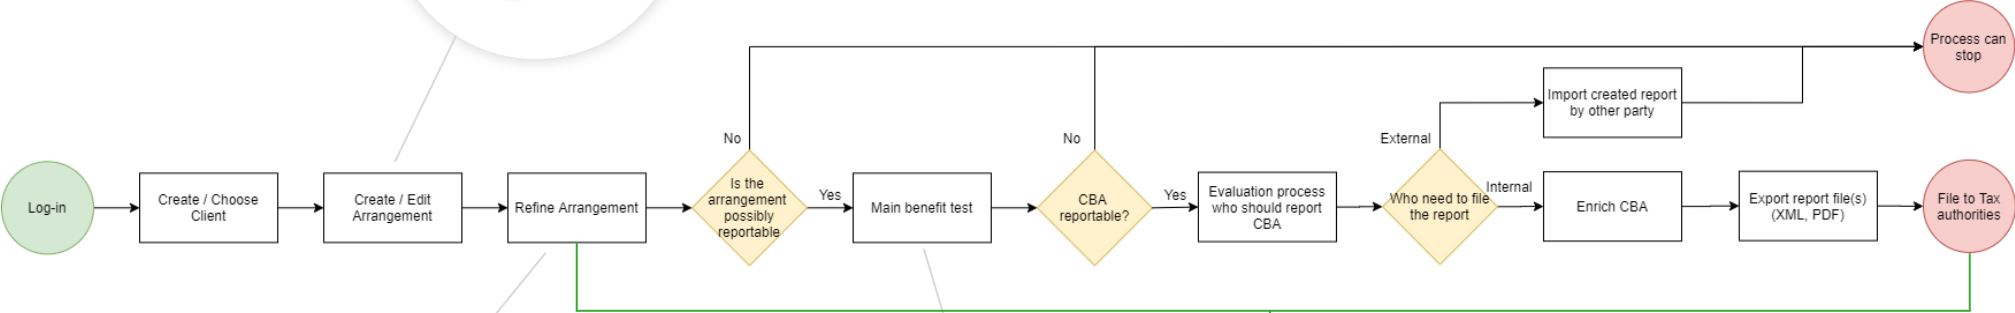 Process can
stop
Import created report
by other party
No
No
External
Log-in
Create / Choose
Client
Create / Edit
Arrangement
Refine Arrangement
Is the
arrangement
possibly
reportable
Yes
Main benefit test
CBA
reportable?
Yes
Evaluation process
who should report
CBA
Who need to file
the report
Internal
Enrich CBA
Export report file(s)
(XML, PDF)
File to Tax
authorities